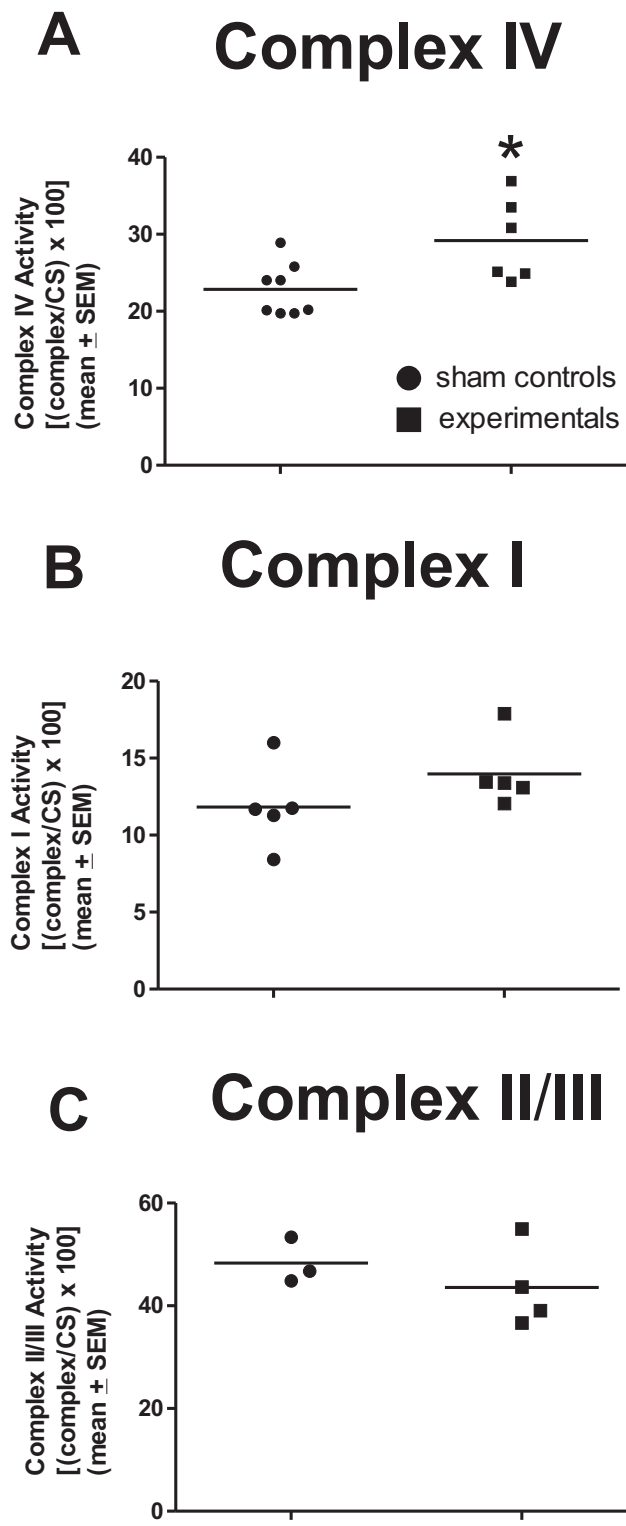 A
Complex IV
Complex IV Activity
[(complex/CS) x 100]
(mean ± SEM)
40
30
20
10
0
*
sham controls
experimentals
B
Complex I
Complex I Activity
[(complex/CS) x 100]
(mean ± SEM)
20
15
10
5
0
C
Complex II/III
Complex II/III Activity
[(complex/CS) x 100]
(mean ± SEM)
60
40
20
0